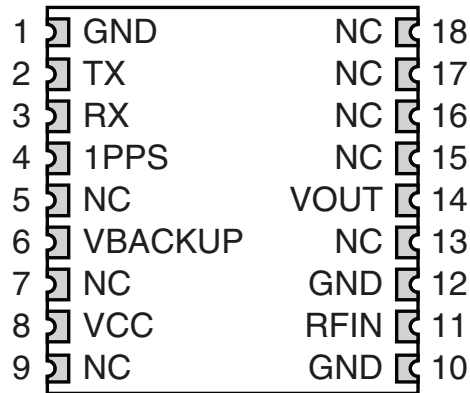 1 GND NC 18
2 TX NC 17
3 RX NC 16
4 1PPS NC 15
5 NC VOUT 14
6 VBACKUP NC 13
7 NC GND 12
8 VCC RFIN 11
9 NC GND 10